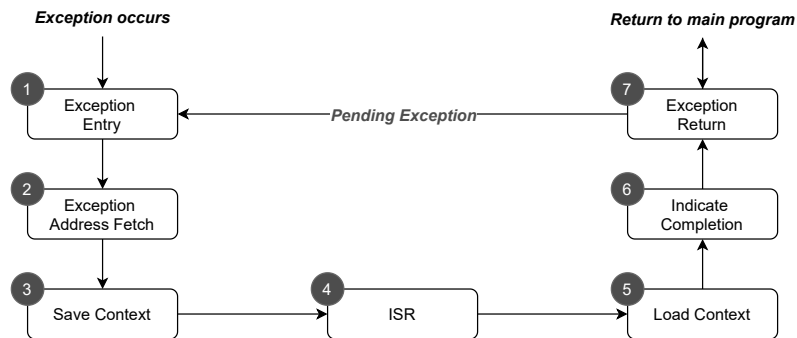 Exception occurs
Return to main program
1
Exception
Entry
Pending Exception
7
Exception
Return
2
Exception
Address Fetch
6
Indicate
Completion
3
Save Context
4
ISR
5
Load Context